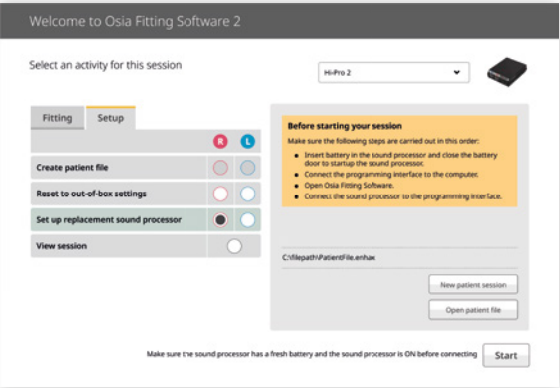 Welcome to Osia Fitting Software 2
Select an activity for this session
Hi-Pro 2
Fitting Setup
R L
Create patient file
Reset to out-of-box settings
Set up replacement sound processor
View session
Before starting your session
Make sure the following steps are carried out in this order:
• Insert battery in the sound processor and close the battery
door to startup the sound processor.
• Connect the programming interface to the computer.
• Open Osia Fitting Software.
• Connect the sound processor to the programming interface.
C:\filepath\PatientFile.enhax
New patient session
Open patient file
Make sure the sound processor has a fresh battery and the sound processor is ON before connecting
Start